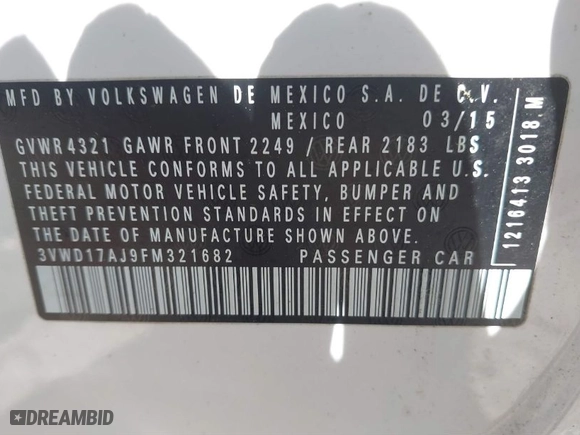 MFD BY VOLKSWAGEN DE MEXICO S.A. DE C.V.
MEXICO 03/15
GVWR 4321 GAWR FRONT 2249 / REAR 2183 LBS
THIS VEHICLE CONFORMS TO ALL APPLICABLE U.S.
FEDERAL MOTOR VEHICLE SAFETY, BUMPER AND
THEFT PREVENTION STANDARDS IN EFFECT ON
THE DATE OF MANUFACTURE SHOWN ABOVE.
3VWD17AJ9FM321682 PASSENGER CAR
1216413 3018 M
DREAMBID